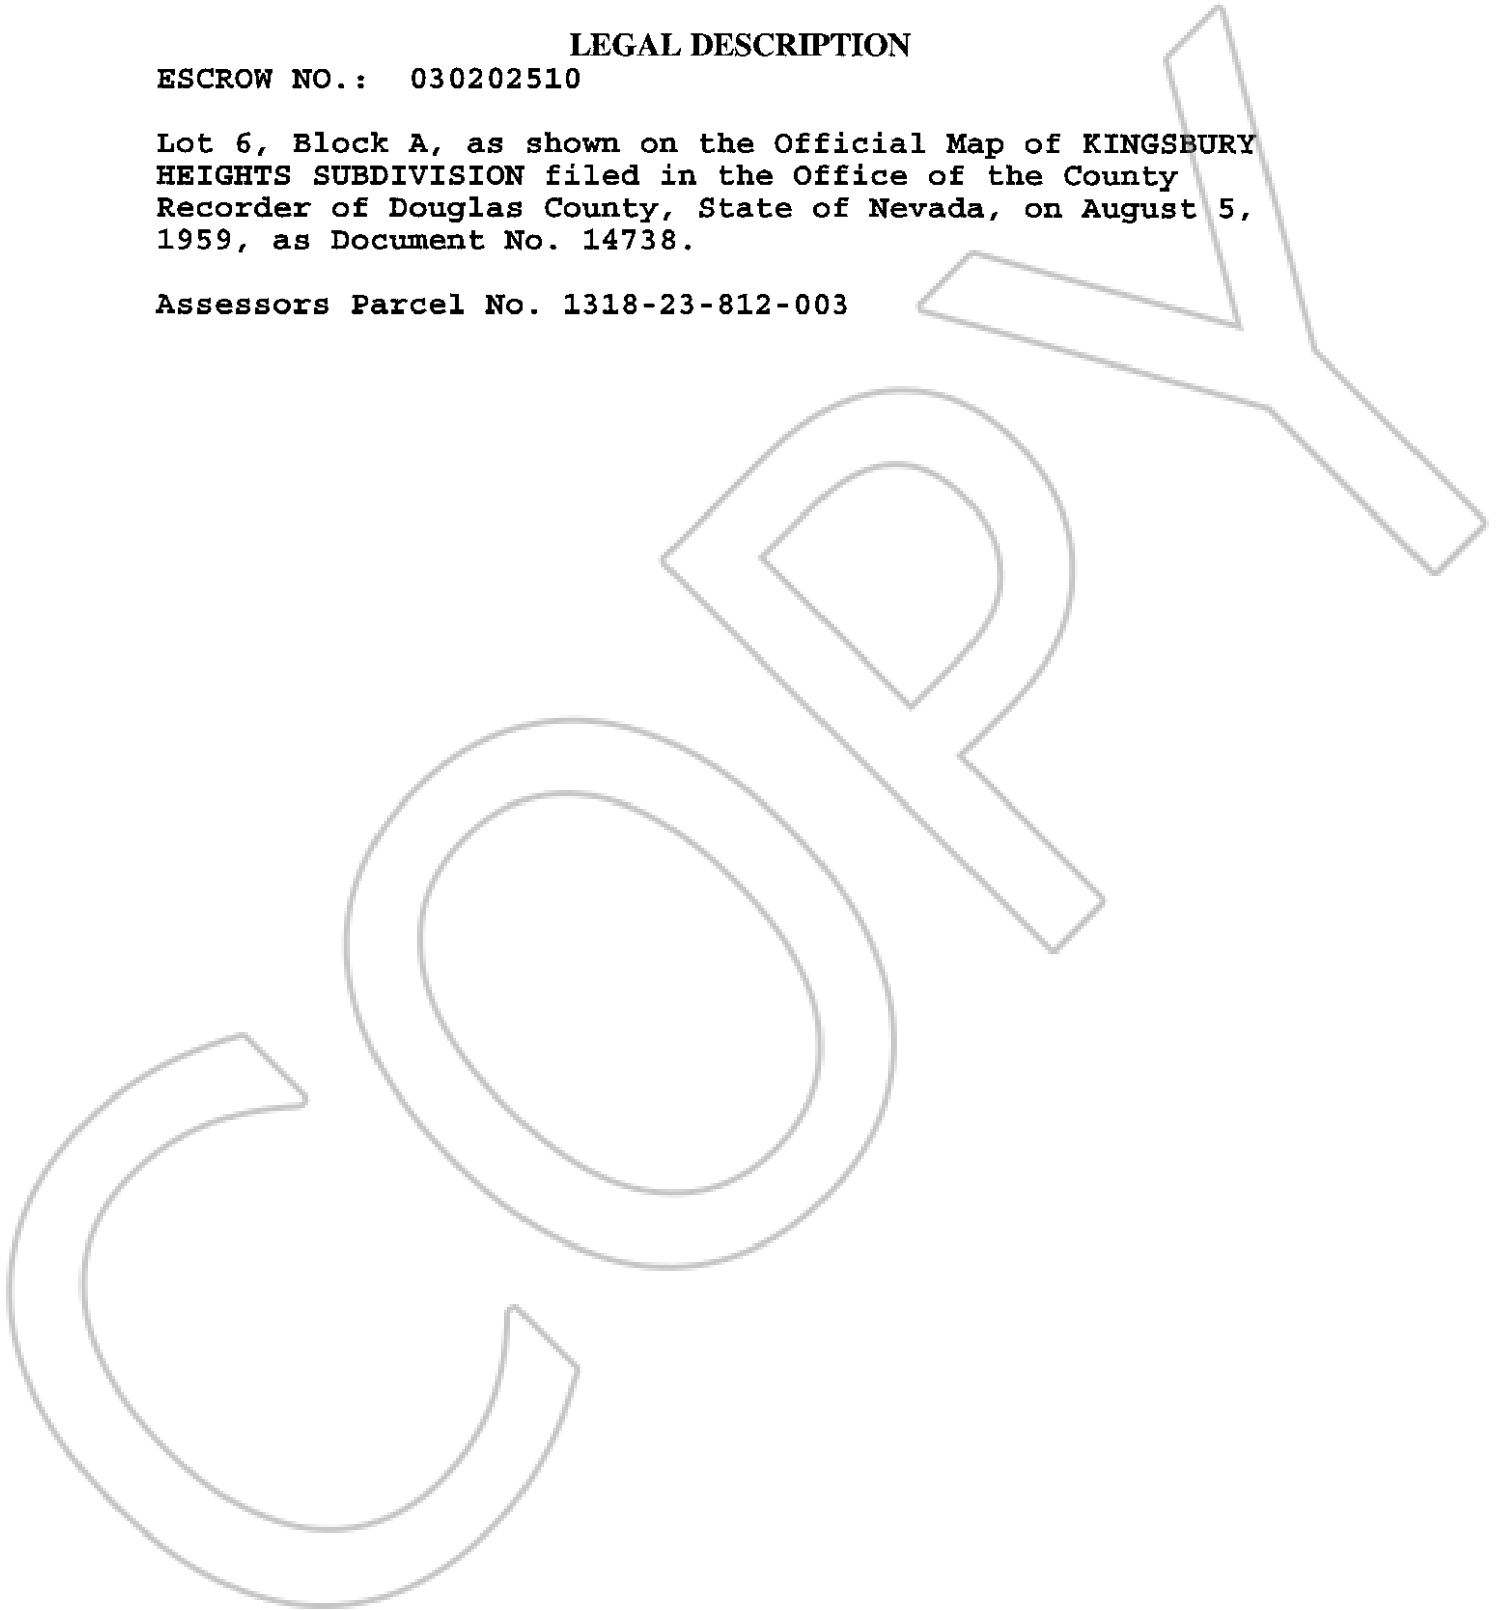 LEGAL DESCRIPTION
ESCROW NO.: 030202510
Lot 6, Block A, as shown on the Official Map of KINGSBURY
HEIGHTS SUBDIVISION filed in the Office of the County
Recorder of Douglas County, State of Nevada, on August 5,
1959, as Document No. 14738.
Assessors Parcel No. 1318-23-812-003
COPY